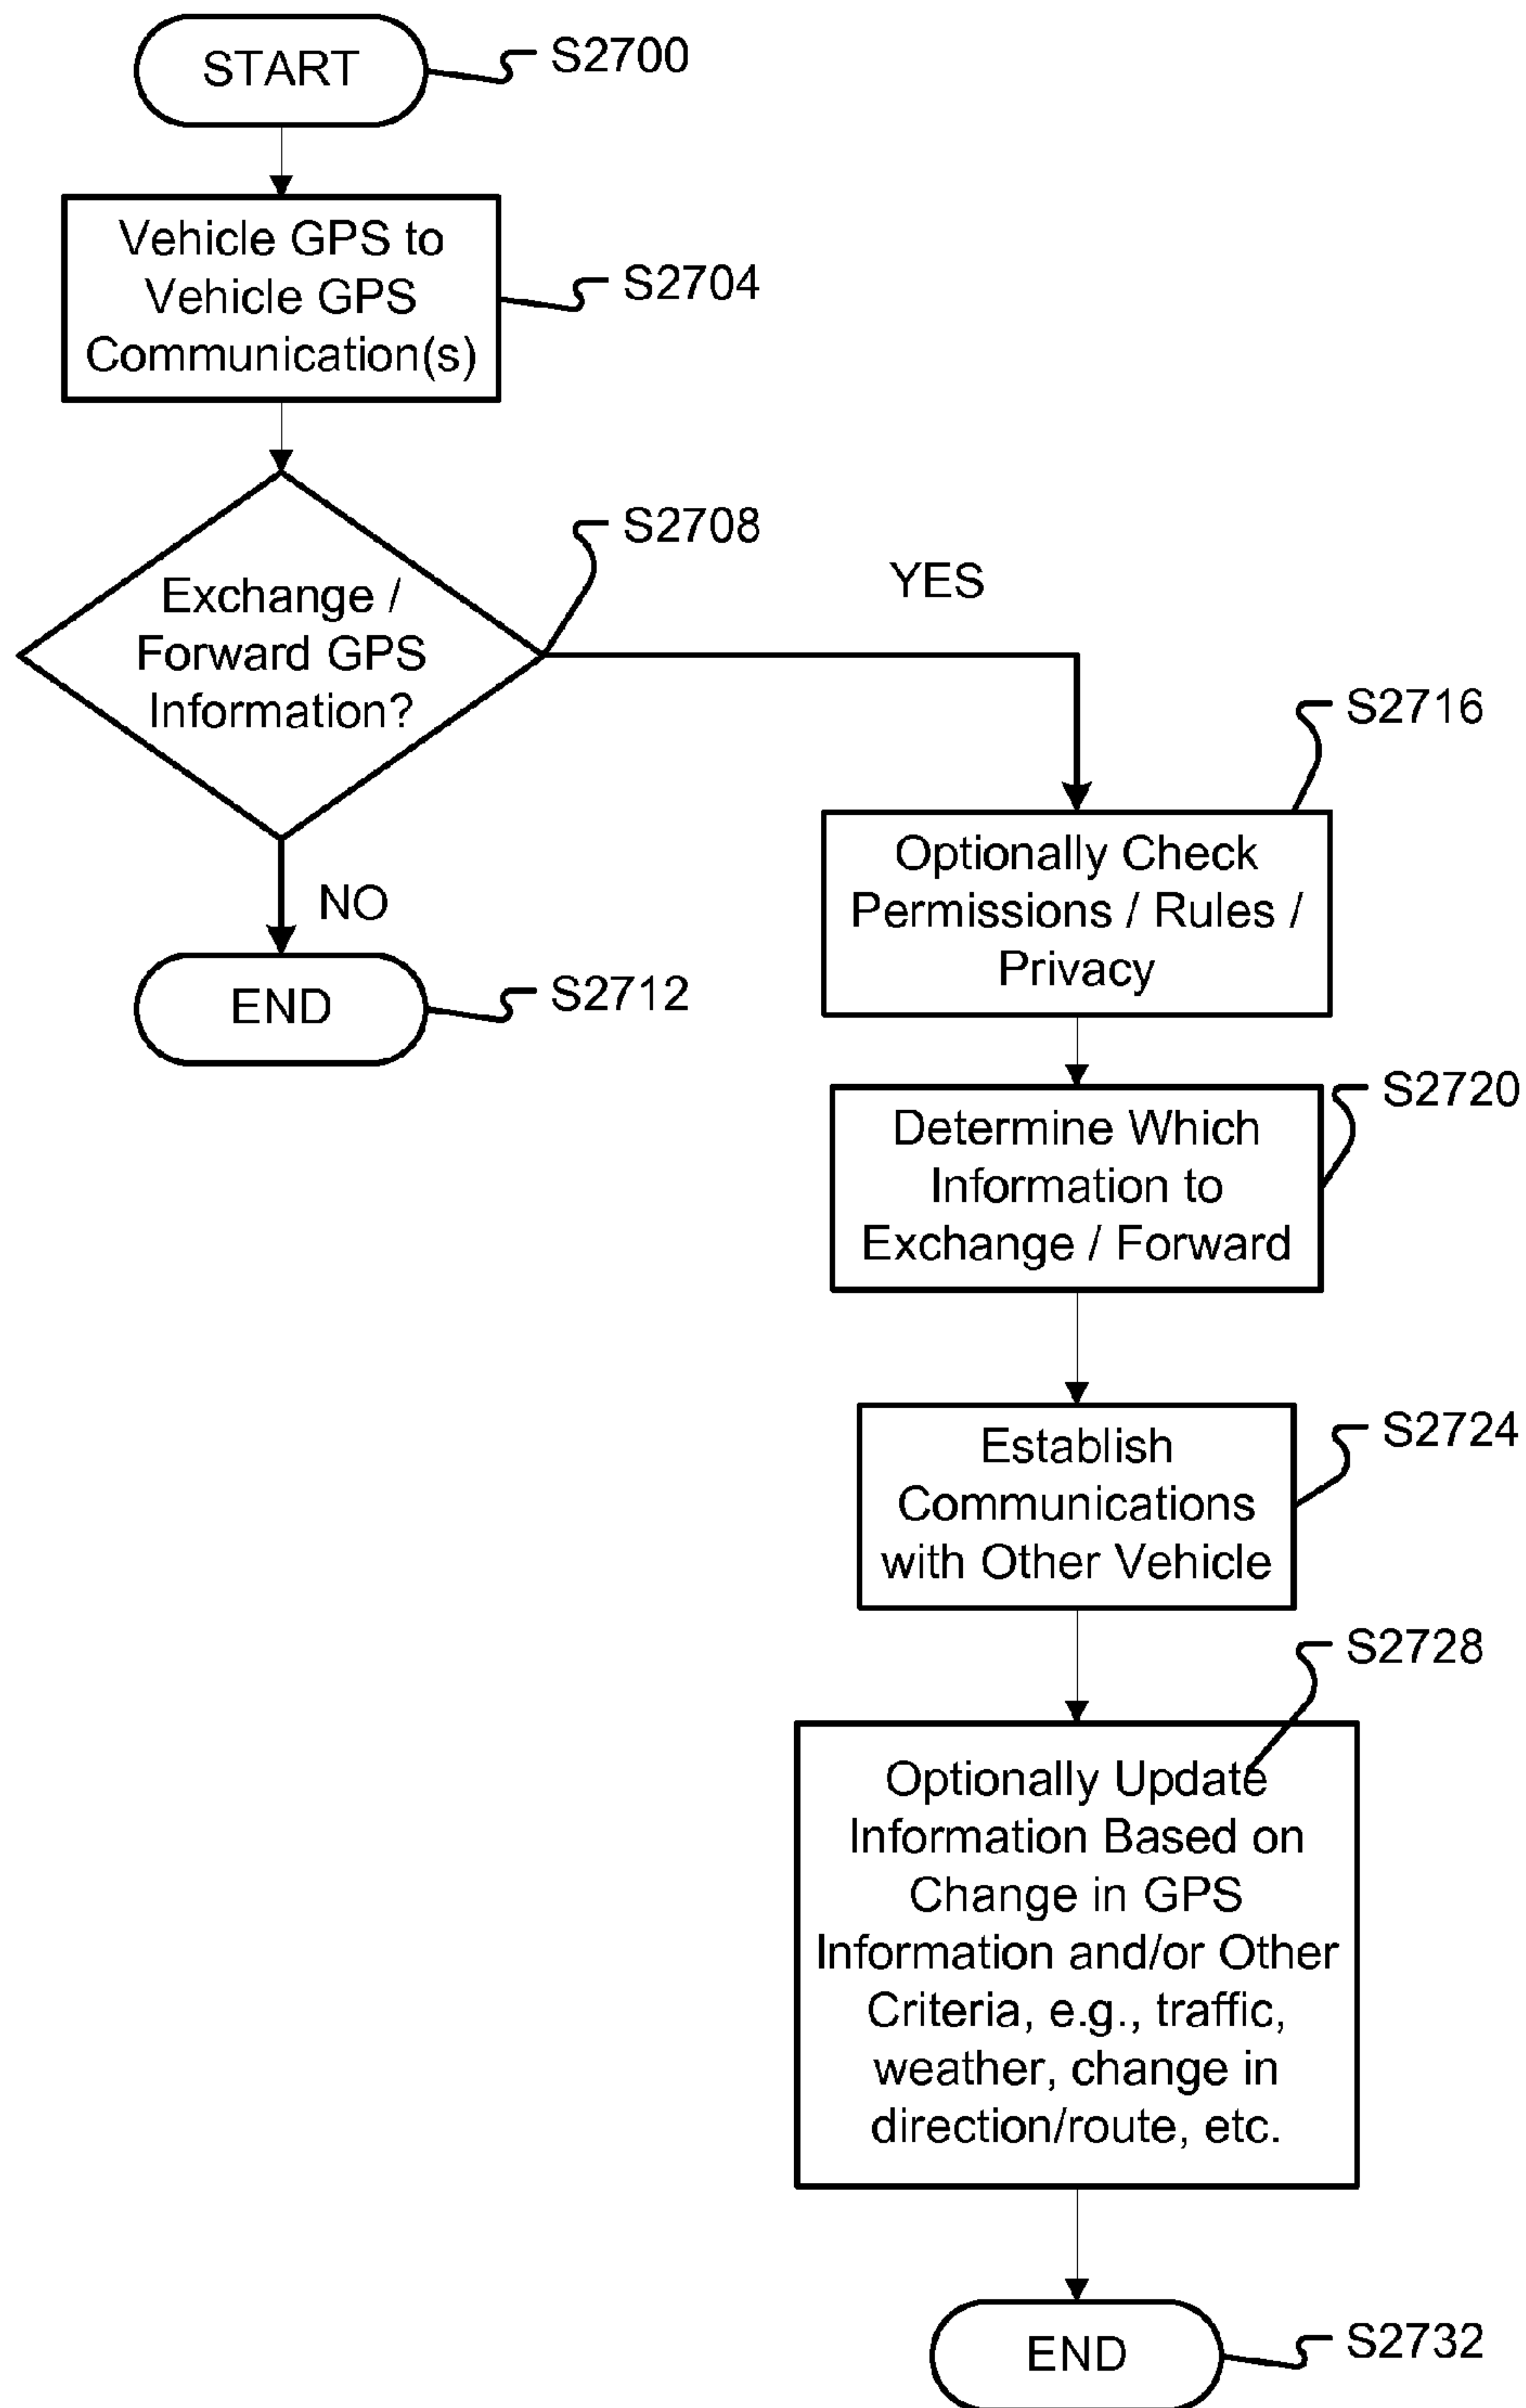 START
S2700
Vehicle GPS to
Vehicle GPS
Communication(s)
S2704
Exchange /
Forward GPS
Information?
S2708
YES
NO
END
S2712
S2716
Optionally Check
Permissions / Rules /
Privacy
S2720
Determine Which
Information to
Exchange / Forward
S2724
Establish
Communications
with Other Vehicle
S2728
Optionally Update
Information Based on
Change in GPS
Information and/or Other
Criteria, e.g., traffic,
weather, change in
direction/route, etc.
END
S2732